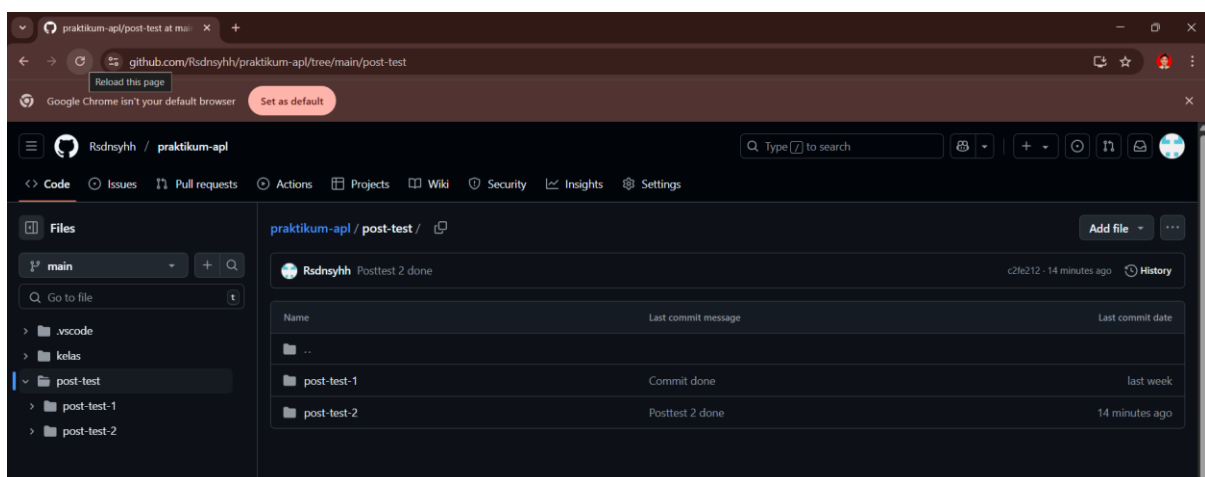 praktikum-apl/post-test at mai
github.com/Rsdnsyhh/praktikum-apl/tree/main/post-test
Reload this page
Google Chrome isn't your default browser Set as default
Rsdnsyhh / praktikum-apl Type / to search
Code Issues Pull requests Actions Projects Wiki Security Insights Settings
Files praktikum-apl / post-test / Add file
main Rsdnsyhh Posttest 2 done c2fe212 · 14 minutes ago History
Go to file t
Name Last commit message Last commit date
.vscode
..
kelas
post-test post-test-1 Commit done last week
post-test-1
post-test-2 Posttest 2 done 14 minutes ago
post-test-2